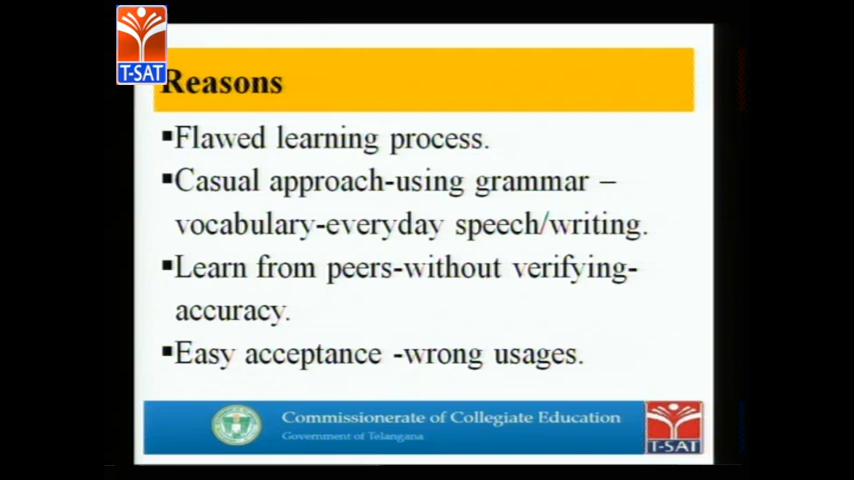 T-SAT
Reasons
▪Flawed learning process.
▪Casual approach-using grammar –
vocabulary-everyday speech/writing.
▪Learn from peers-without verifying-
accuracy.
▪Easy acceptance -wrong usages.
Commissionerate of Collegiate Education
Government of Telangana
T-SAT